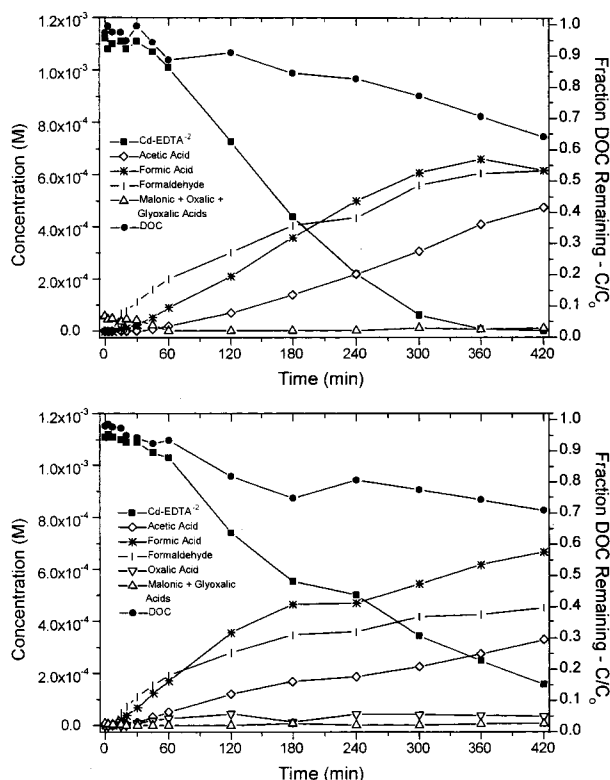 1.2x10⁻³
1.0x10⁻³
8.0x10⁻⁴
6.0x10⁻⁴
4.0x10⁻⁴
2.0x10⁻⁴
0.0
Concentration (M)
Cd-EDTA⁻²
Acetic Acid
Formic Acid
Formaldehyde
Malonic + Oxalic +
Glyoxalic Acids
DOC
1.0
0.9
0.8
0.7
0.6
0.5
0.4
0.3
0.2
0.1
0.0
Fraction DOC Remaining - C/Cₒ
0 60 120 180 240 300 360 420
Time (min)
1.2x10⁻³
1.0x10⁻³
8.0x10⁻⁴
6.0x10⁻⁴
4.0x10⁻⁴
2.0x10⁻⁴
0.0
Concentration (M)
Cd-EDTA⁻²
Acetic Acid
Formic Acid
Formaldehyde
Oxalic Acid
Malonic + Glyoxalic
Acids
DOC
1.0
0.9
0.8
0.7
0.6
0.5
0.4
0.3
0.2
0.1
0.0
Fraction DOC Remaining - C/Cₒ
0 60 120 180 240 300 360 420
Time (min)